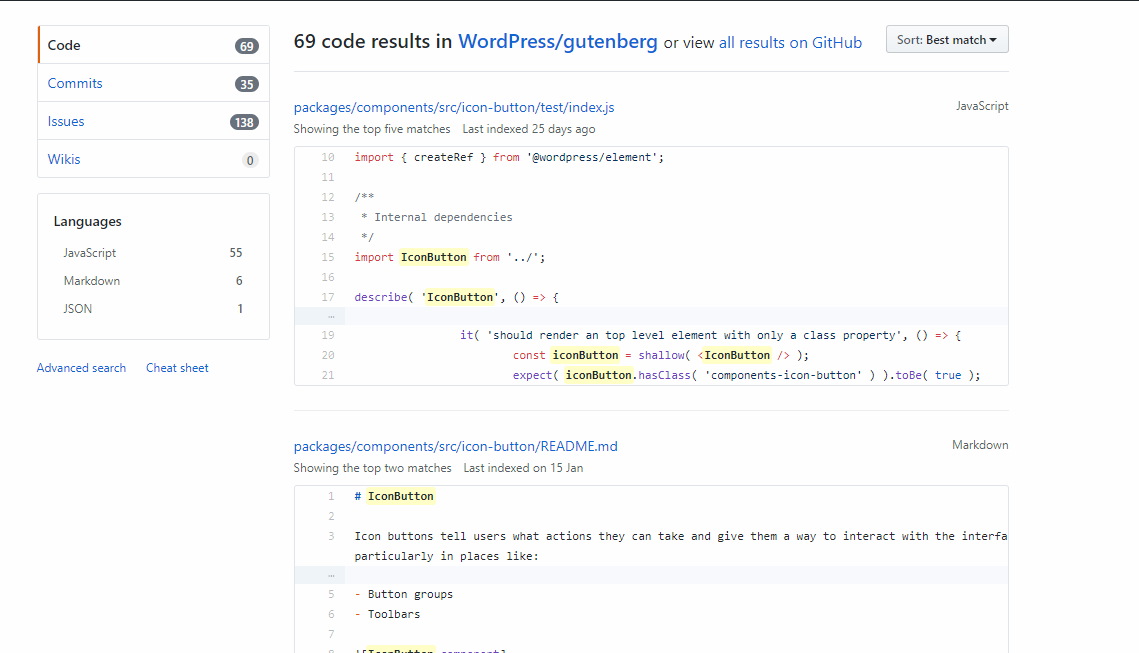 Code 69
Commits 35
Issues 138
Wikis 0
Languages
JavaScript 55
Markdown 6
JSON 1
Advanced search Cheat sheet
69 code results in WordPress/gutenberg or view all results on GitHub
Sort: Best match
packages/components/src/icon-button/test/index.js
JavaScript
Showing the top five matches Last indexed 25 days ago
10 import { createRef } from '@wordpress/element';
11
12 /**
13  * Internal dependencies
14  */
15 import IconButton from '../';
16
17 describe( 'IconButton', () => {
…
19 it( 'should render an top level element with only a class property', () => {
20 const iconButton = shallow( <IconButton /> );
21 expect( iconButton.hasClass( 'components-icon-button' ) ).toBe( true );
packages/components/src/icon-button/README.md
Markdown
Showing the top two matches Last indexed on 15 Jan
1 # IconButton
2
3 Icon buttons tell users what actions they can take and give them a way to interact with the interfa
particularly in places like:
…
5 - Button groups
6 - Toolbars
7
8 ![IconButton component]